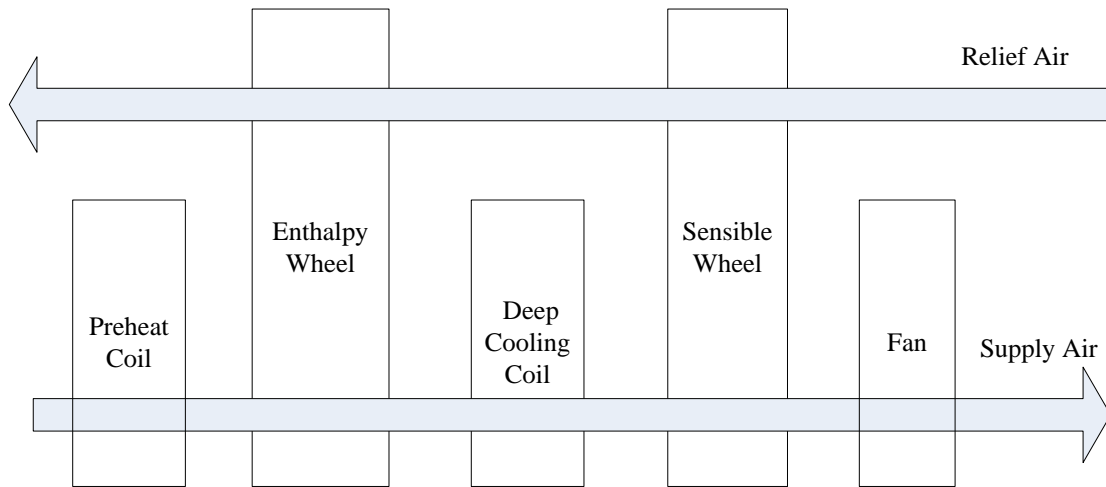 Relief Air
Enthalpy
Wheel
Sensible
Wheel
Preheat
Coil
Deep
Cooling
Coil
Fan
Supply Air